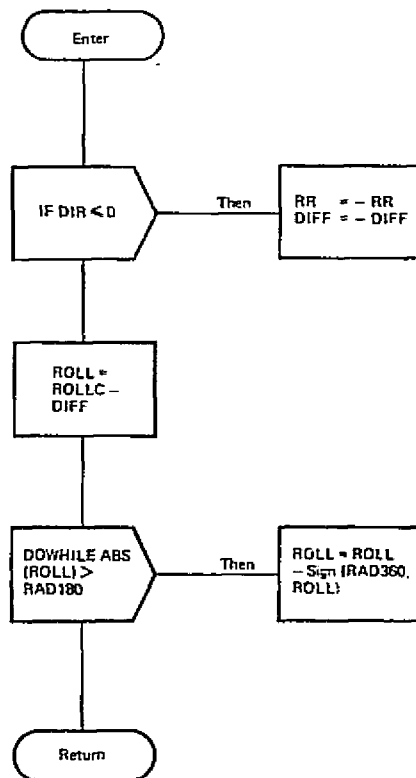 Enter
IF DIR ≤ 0
Then
RR = – RR
DIFF = – DIFF
ROLL =
ROLLC –
DIFF
DOWHILE ABS
(ROLL) >
RAD180
Then
ROLL = ROLL
– Sign (RAD360,
ROLL)
Return